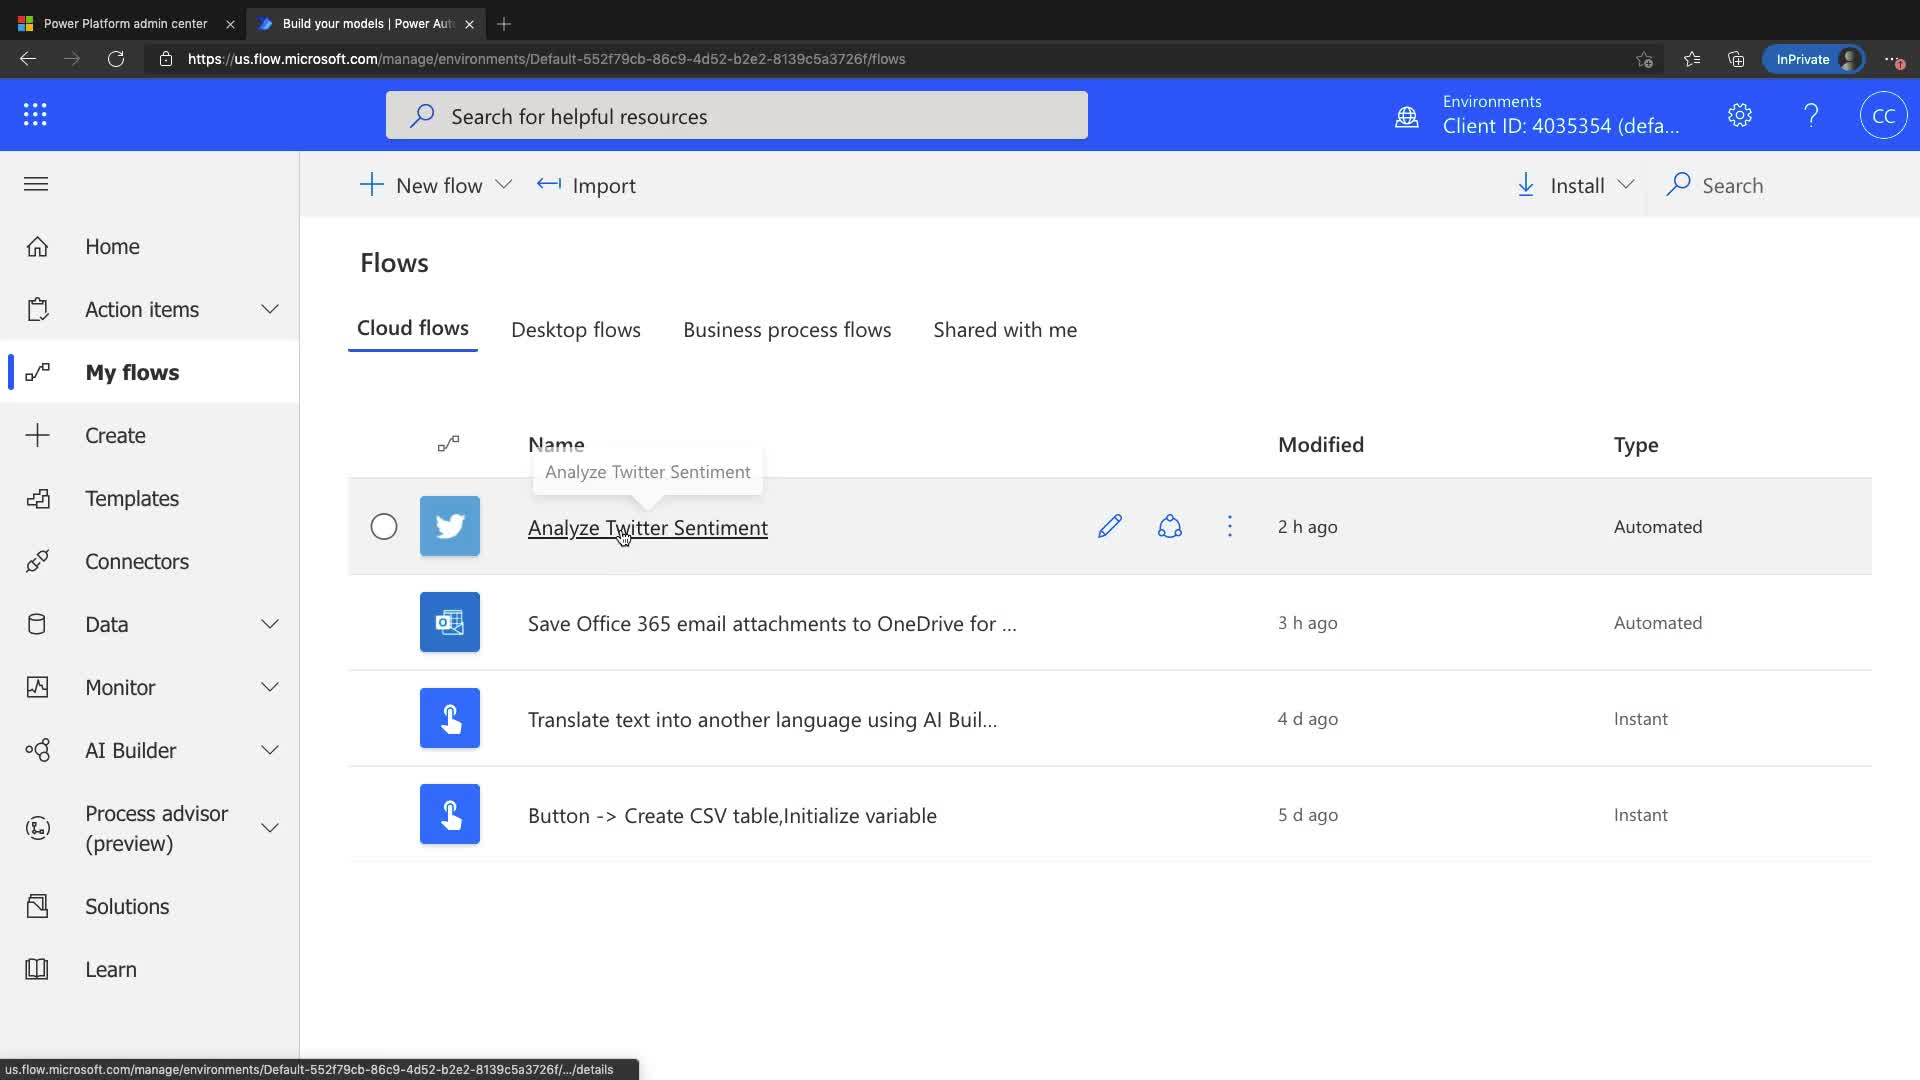 Power Platform admin center
Build your models | Power Aut
https://us.flow.microsoft.com/manage/environments/Default-552f79cb-86c9-4d52-b2e2-8139c5a3726f/flows
InPrivate
Search for helpful resources
Environments
Client ID: 4035354 (defa...
?
CC
New flow
Import
Install
Search
Home
Action items
My flows
Create
Templates
Connectors
Data
Monitor
AI Builder
Process advisor
(preview)
Solutions
Learn
Flows
Cloud flows Desktop flows Business process flows Shared with me
Name Modified Type
Analyze Twitter Sentiment
Analyze Twitter Sentiment 2 h ago Automated
Save Office 365 email attachments to OneDrive for ... 3 h ago Automated
Translate text into another language using AI Buil... 4 d ago Instant
Button -> Create CSV table,Initialize variable 5 d ago Instant
us.flow.microsoft.com/manage/environments/Default-552f79cb-86c9-4d52-b2e2-8139c5a3726f/.../details